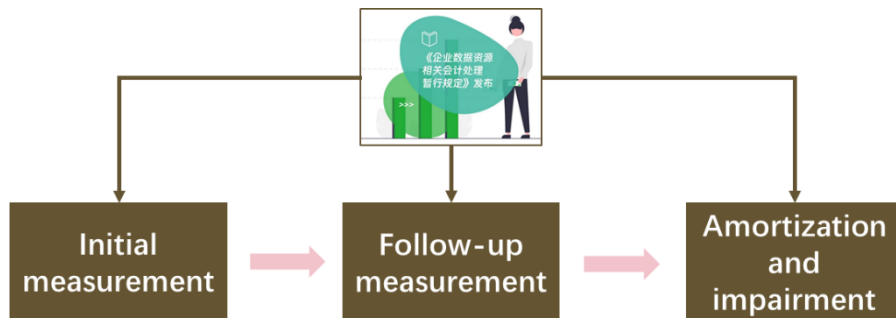 《企业数据资源
相关会计处理
暂行规定》发布
>>>
Initial
measurement
Follow-up
measurement
Amortization
and
impairment